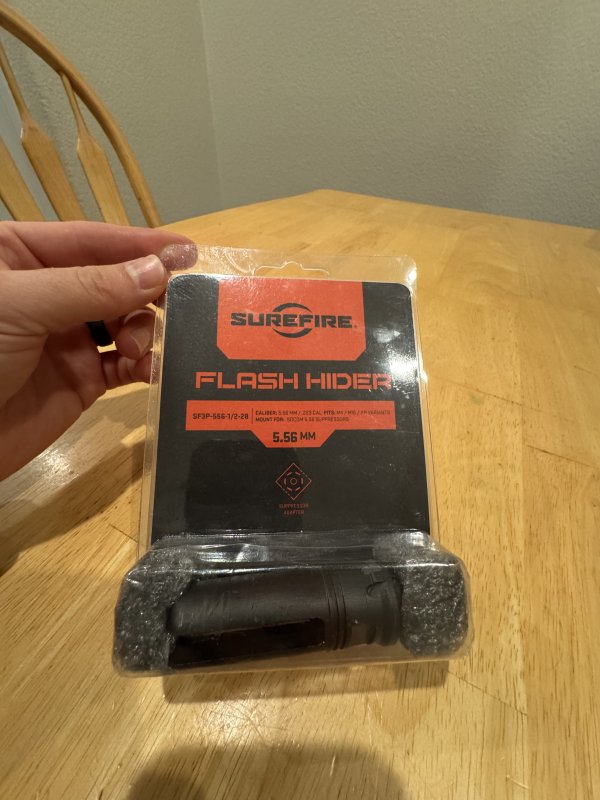 SUREFIRE®
FLASH HIDER
SF3P-556-1/2-28
CALIBER: 5.56 MM / .223 CAL FITS: M4 / M16 / AR VARIANTS
MOUNT FOR: SOCOM 5.56 SUPPRESSORS
5.56 MM
SUPPRESSOR
ADAPTER